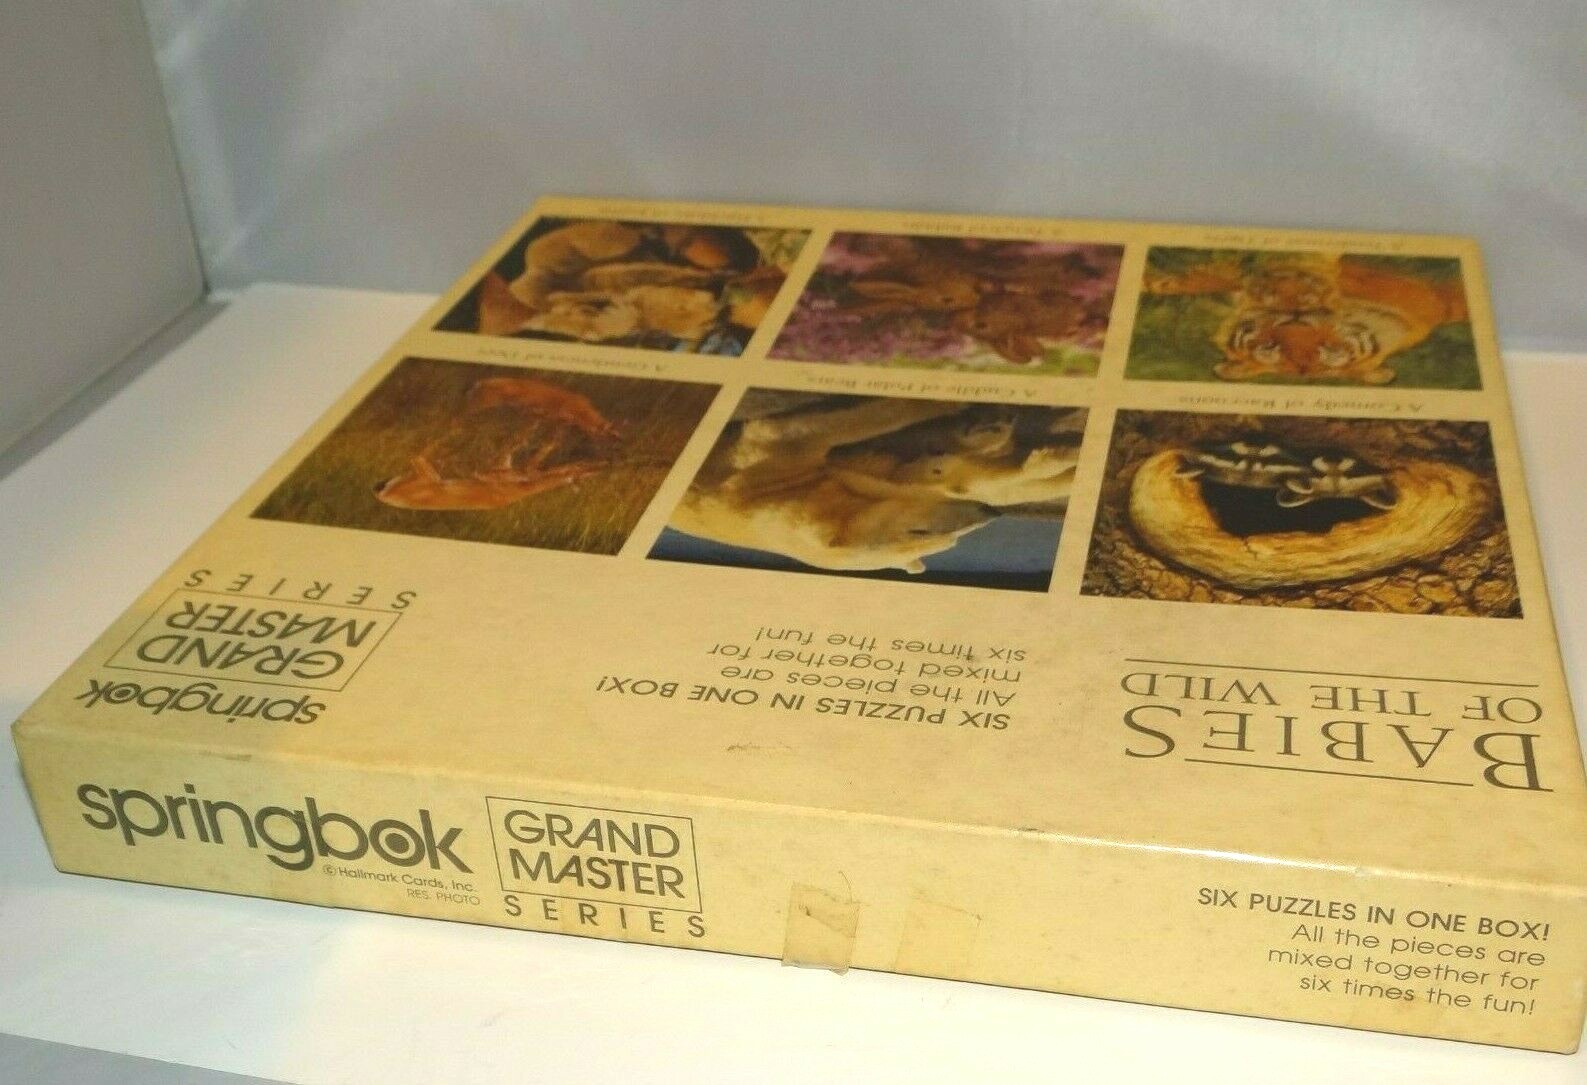 BABIES
OF THE WILD
SIX PUZZLES IN ONE BOX!
All the pieces are
mixed together for
six times the fun!
springbok
GRAND
MASTER
SERIES
A Comedy of Raccoons
A Cuddle of Polar Bears
A Gentleness of Deer
springbok
© Hallmark Cards, Inc.
RES. PHOTO
GRAND
MASTER
SERIES
SIX PUZZLES IN ONE BOX!
All the pieces are
mixed together for
six times the fun!